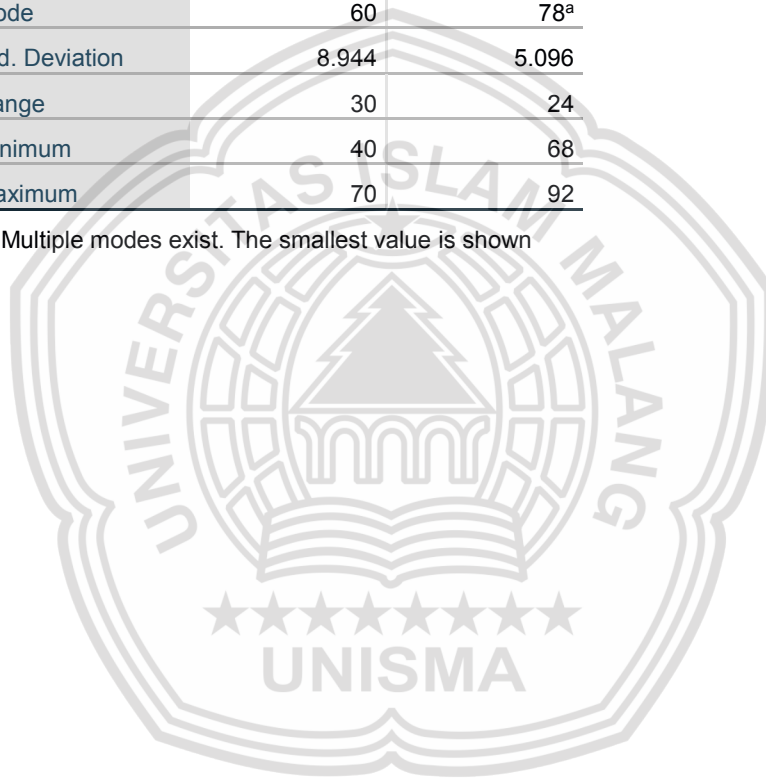 ode 60 78ᵃ
d. Deviation 8.944 5.096
ange 30 24
nimum 40 68
aximum 70 92
Multiple modes exist. The smallest value is shown
UNIVERSITAS ISLAM MALANG
UNISMA